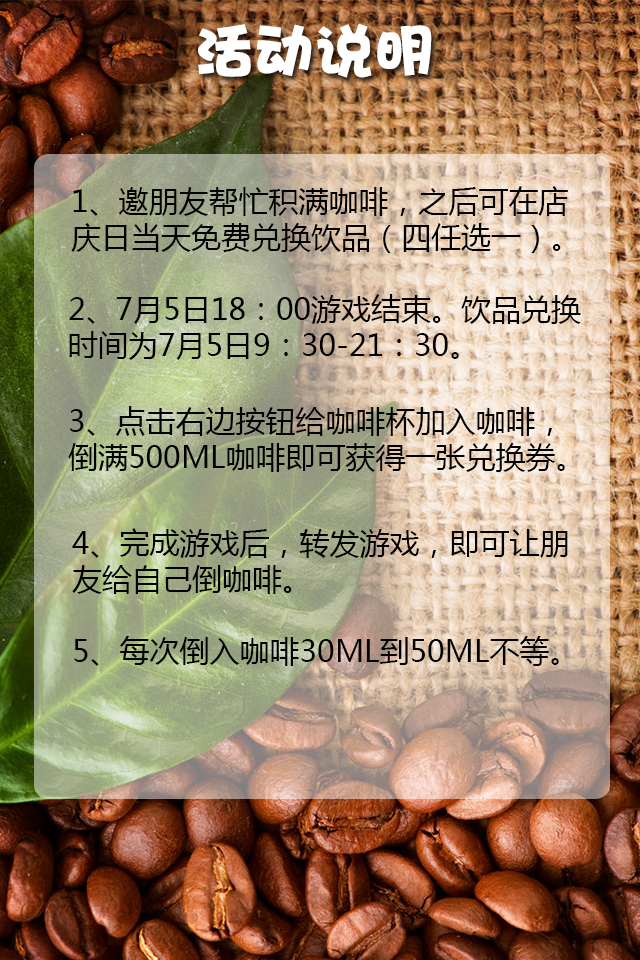 活动说明
1、邀朋友帮忙积满咖啡，之后可在店
庆日当天免费兑换饮品（四任选一）。
2、7月5日18：00游戏结束。饮品兑换
时间为7月5日9：30-21：30。
3、点击右边按钮给咖啡杯加入咖啡，
倒满500ML咖啡即可获得一张兑换券。
4、完成游戏后，转发游戏，即可让朋
友给自己倒咖啡。
5、每次倒入咖啡30ML到50ML不等。